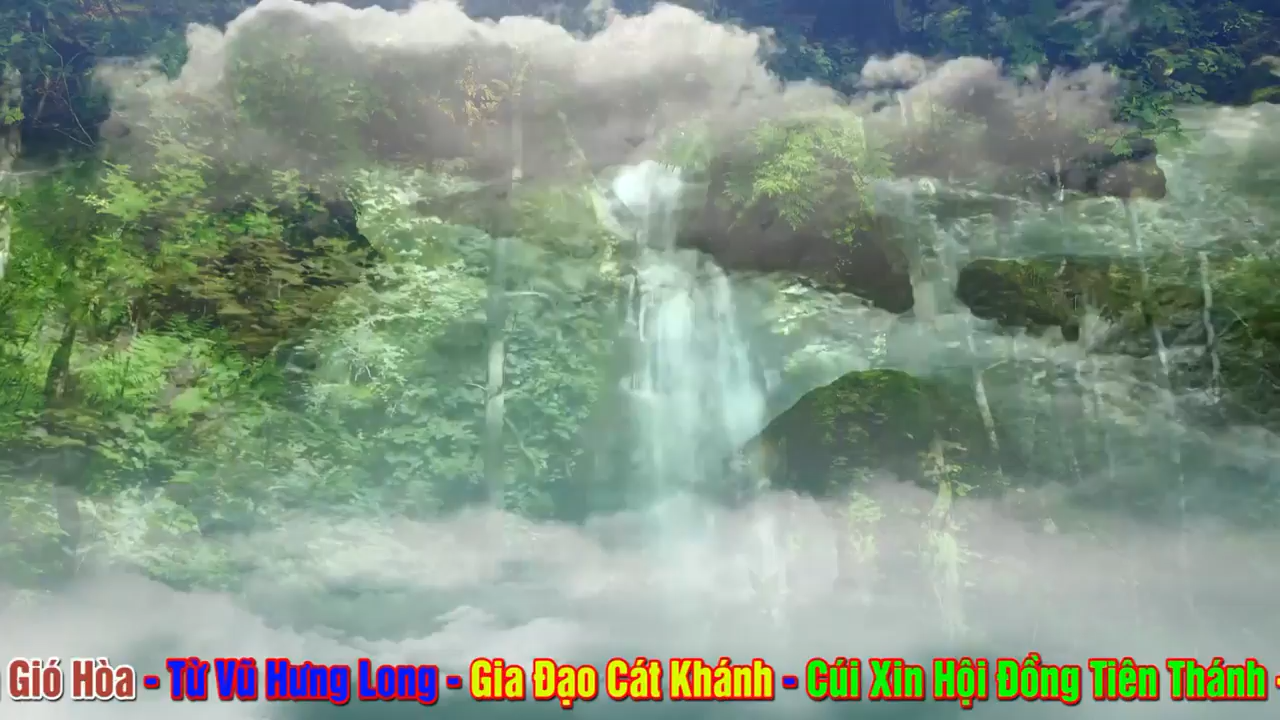 Gió Hòa - Từ Vũ Hưng Long - Gia Đạo Cát Khánh - Cúi Xin Hội Đồng Tiên Thánh -